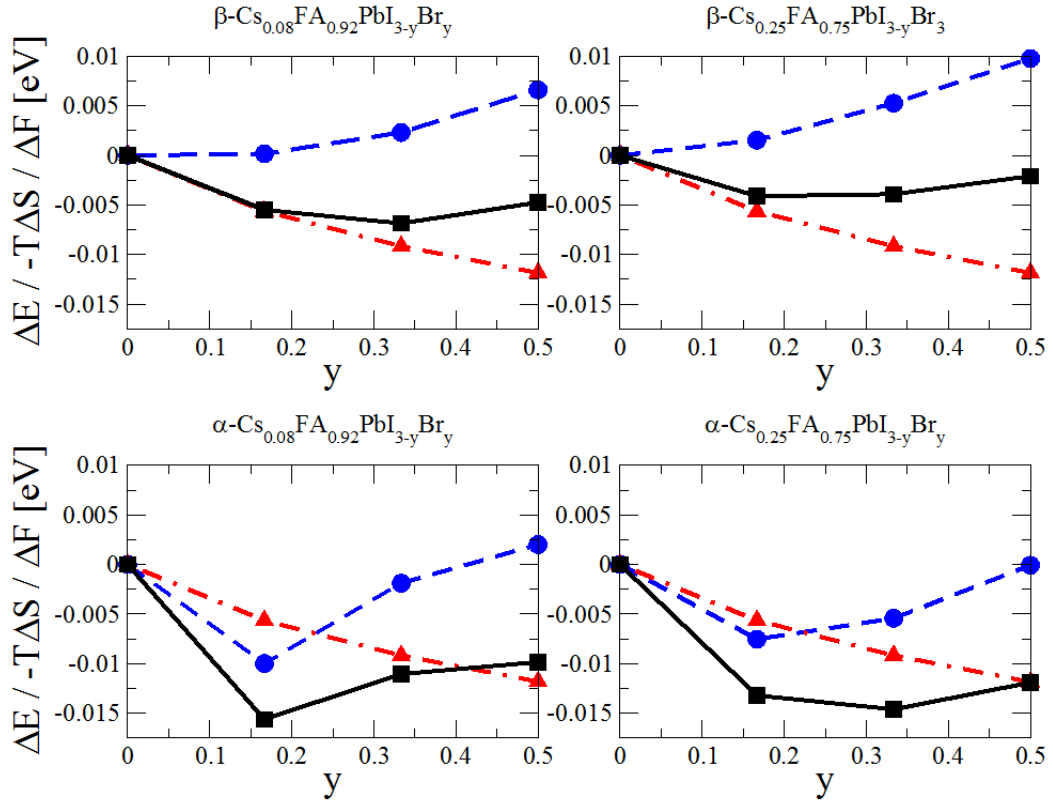 β-Cs0.08FA0.92PbI3-yBry
β-Cs0.25FA0.75PbI3-yBr3
ΔE / -TΔS / ΔF [eV]
0.01
0.005
0
-0.005
-0.01
-0.015
0 0.1 0.2 0.3 0.4 0.5
y
0.01
0.005
0
-0.005
-0.01
-0.015
0 0.1 0.2 0.3 0.4 0.5
y
α-Cs0.08FA0.92PbI3-yBry
α-Cs0.25FA0.75PbI3-yBry
ΔE / -TΔS / ΔF [eV]
0.01
0.005
0
-0.005
-0.01
-0.015
0 0.1 0.2 0.3 0.4 0.5
y
0.01
0.005
0
-0.005
-0.01
-0.015
0 0.1 0.2 0.3 0.4 0.5
y